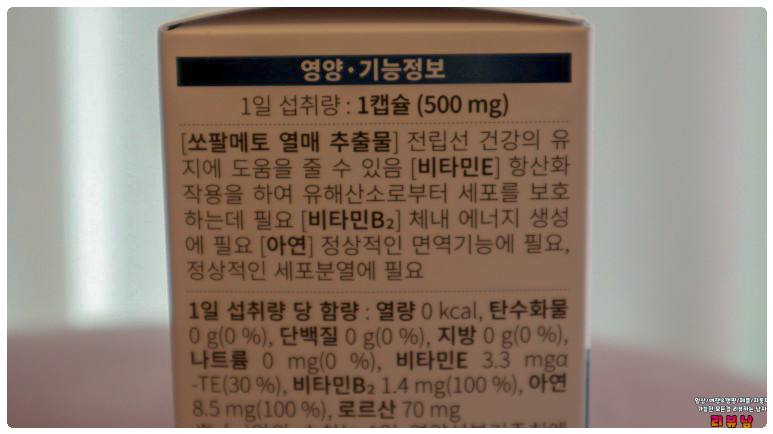 영양·기능정보
1일 섭취량 : 1캡슐 (500 mg)
[쏘팔메토 열매 추출물] 전립선 건강의 유
지에 도움을 줄 수 있음 [비타민E] 항산화
작용을 하여 유해산소로부터 세포를 보호
하는데 필요 [비타민B₂] 체내 에너지 생성
에 필요 [아연] 정상적인 면역기능에 필요,
정상적인 세포분열에 필요
1일 섭취량 당 함량 : 열량 0 kcal, 탄수화물
0 g(0 %), 단백질 0 g(0 %), 지방 0 g(0 %),
나트륨 0 mg(0 %), 비타민E 3.3 mgα
-TE(30 %), 비타민B₂ 1.4 mg(100 %), 아연
8.5 mg(100 %), 로르산 70 mg
리뷰남